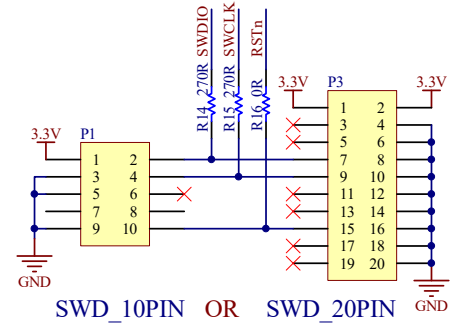 SWDIO
SWCLK
RSTn
R14 270R
R15 270R
R16 0R
3.3V
P3
3.3V
1 2
3 4
5 6
7 8
9 10
11 12
13 14
15 16
17 18
19 20
GND
3.3V
P1
1 2
3 4
5 6
7 8
9 10
GND
SWD_10PIN OR SWD_20PIN